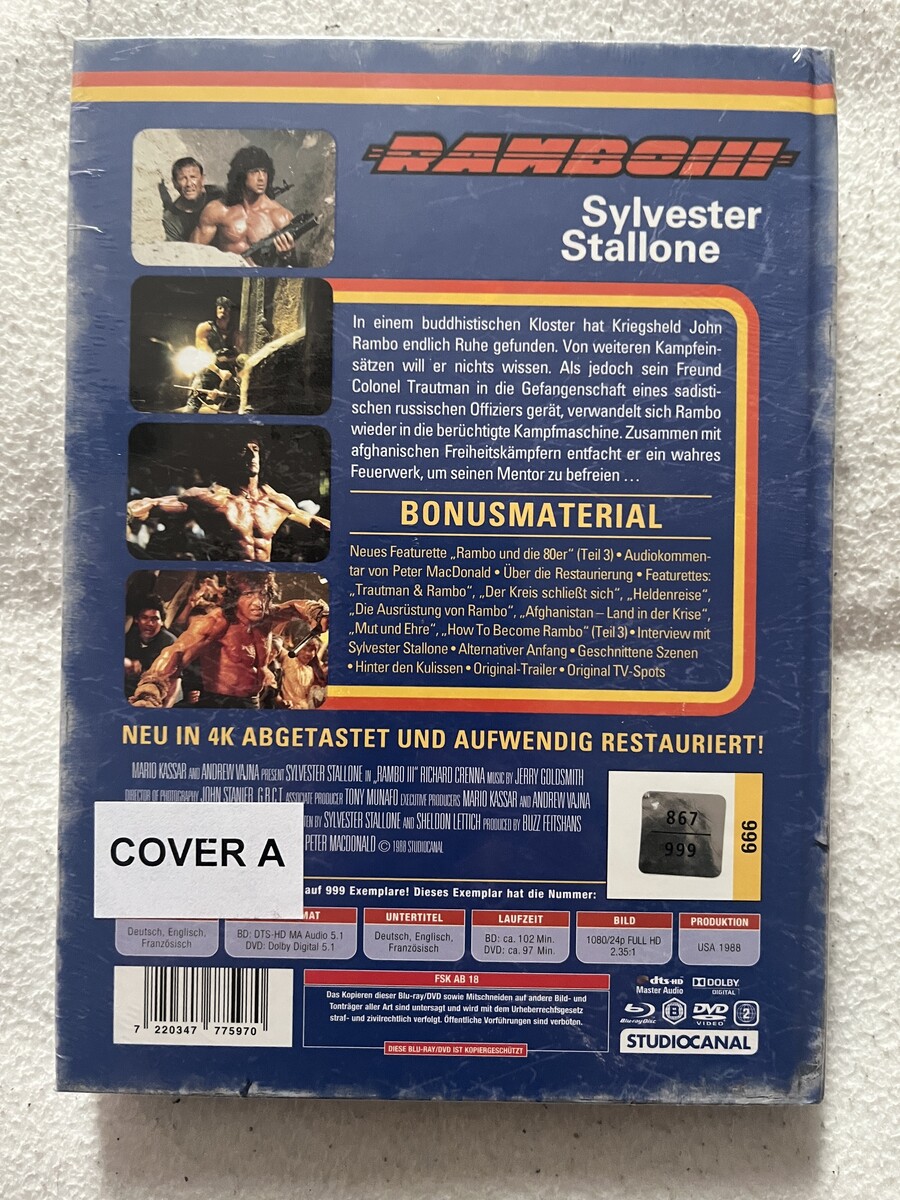 RAMBO III
Sylvester
Stallone
In einem buddhistischen Kloster hat Kriegsheld John
Rambo endlich Ruhe gefunden. Von weiteren Kampfein-
sätzen will er nichts wissen. Als jedoch sein Freund
Colonel Trautman in die Gefangenschaft eines sadisti-
schen russischen Offiziers gerät, verwandelt sich Rambo
wieder in die berüchtigte Kampfmaschine. Zusammen mit
afghanischen Freiheitskämpfern entfacht er ein wahres
Feuerwerk, um seinen Mentor zu befreien ...
BONUSMATERIAL
Neues Featurette „Rambo und die 80er“ (Teil 3) • Audiokommen-
tar von Peter MacDonald • Über die Restaurierung • Featurettes:
„Trautman & Rambo“, „Der Kreis schließt sich“, „Heldenreise“,
„Die Ausrüstung von Rambo“, „Afghanistan – Land in der Krise“,
„Mut und Ehre“, „How To Become Rambo“ (Teil 3) • Interview mit
Sylvester Stallone • Alternativer Anfang • Geschnittene Szenen
• Hinter den Kulissen • Original-Trailer • Original TV-Spots
NEU IN 4K ABGETASTET UND AUFWENDIG RESTAURIERT!
MARIO KASSAR AND ANDREW VAJNA PRESENT SYLVESTER STALLONE IN „RAMBO III“ RICHARD CRENNA MUSIC BY JERRY GOLDSMITH
DIRECTOR OF PHOTOGRAPHY JOHN STANIER, G.B.C.T. ASSOCIATE PRODUCER TONY MUNAFO EXECUTIVE PRODUCERS MARIO KASSAR AND ANDREW VAJNA
BY SYLVESTER STALLONE AND SHELDON LETTICH PRODUCED BY BUZZ FEITSHANS
PETER MACDONALD © 1988 STUDIOCANAL
COVER A
867
999
999
auf 999 Exemplare! Dieses Exemplar hat die Nummer:
UNTERTITEL LAUFZEIT BILD PRODUKTION
Deutsch, Englisch,
Französisch
BD: DTS-HD MA Audio 5.1
DVD: Dolby Digital 5.1
Deutsch, Englisch,
Französisch
BD: ca. 102 Min.
DVD: ca. 97 Min.
1080/24p FULL HD
2.35:1
USA 1988
7 220347 775970
FSK AB 18
Das Kopieren dieser Blu-ray/DVD sowie Mitschneiden auf andere Bild- und
Tonträger aller Art sind untersagt und wird mit dem Urheberrechtsgesetz
straf- und zivilrechtlich verfolgt. Öffentliche Vorführungen sind verboten.
DIESE BLU-RAY/DVD IST KOPIERGESCHÜTZT
dts-HD
Master Audio
DOLBY
DIGITAL
Blu-ray Disc
B
DVD
VIDEO
2
STUDIOCANAL